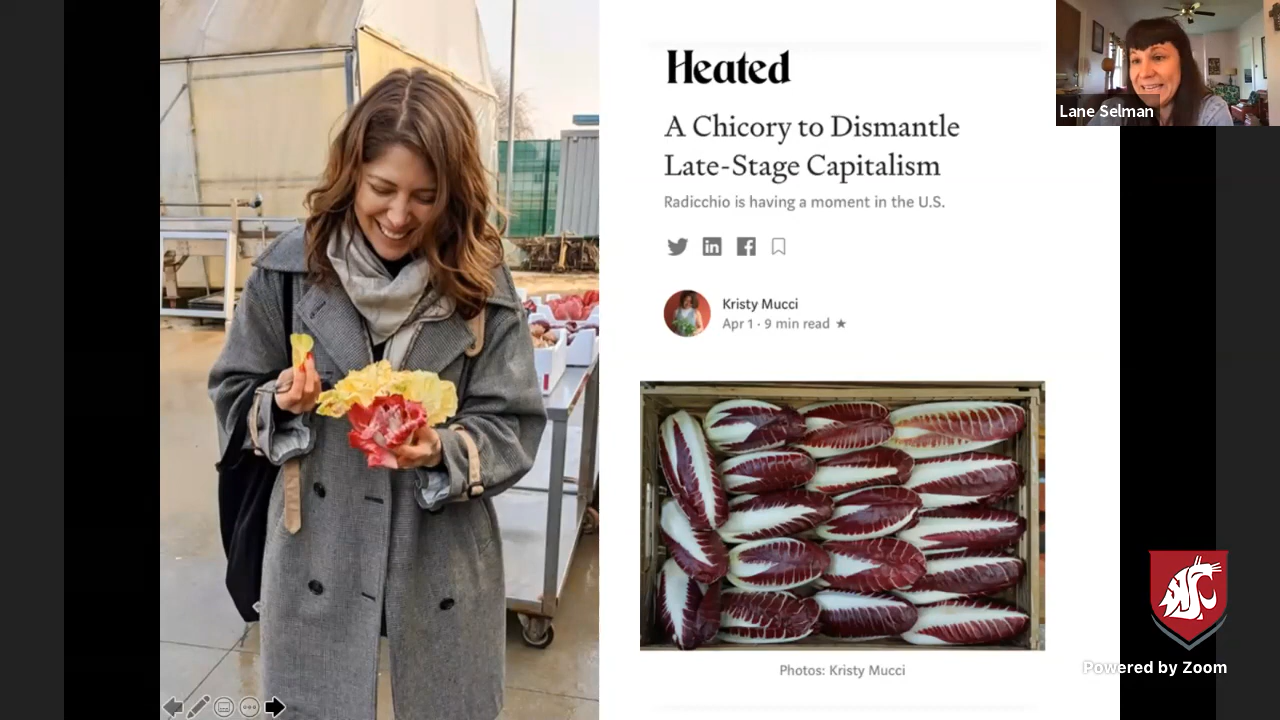 Heated
A Chicory to Dismantle
Late-Stage Capitalism
Radicchio is having a moment in the U.S.
Kristy Mucci
Apr 1 · 9 min read ★
Photos: Kristy Mucci
Lane Selman
Powered by Zoom